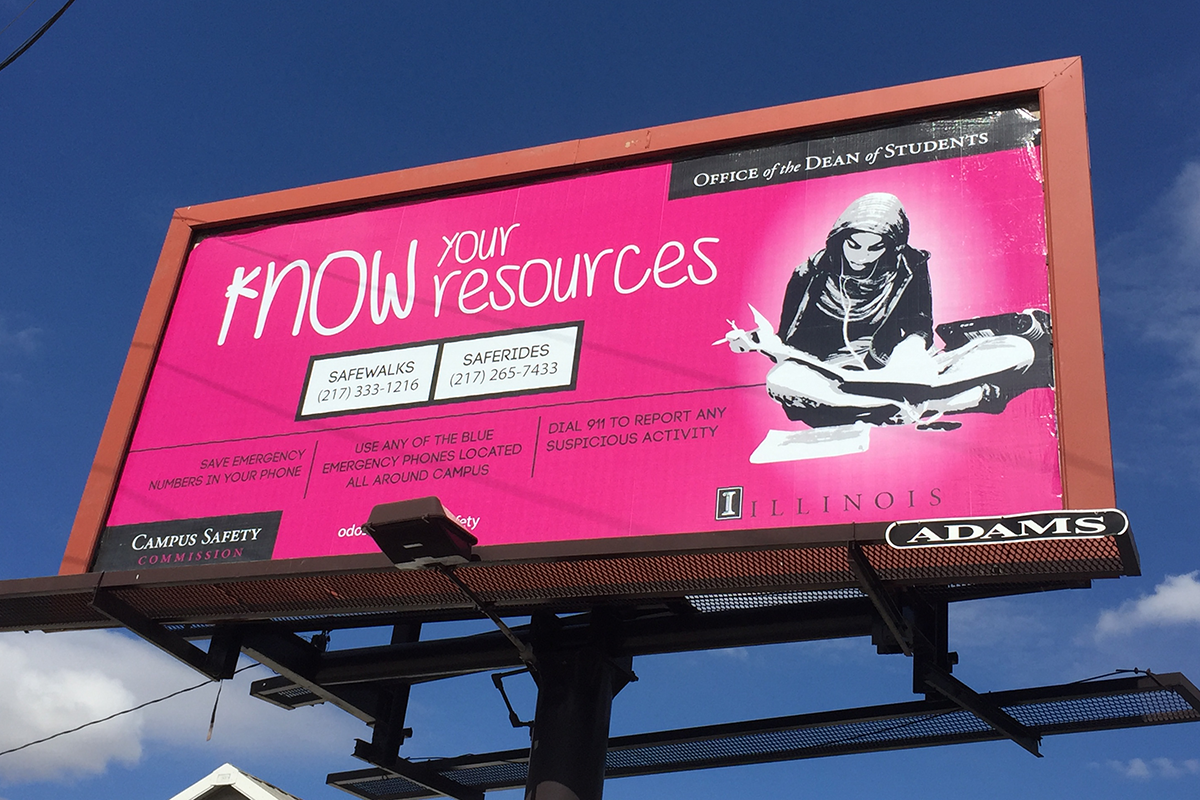 OFFICE of the DEAN of STUDENTS
KNOW YOUR
resources
SAFEWALKS
(217) 333-1216
SAFERIDES
(217) 265-7433
SAVE EMERGENCY
NUMBERS IN YOUR PHONE
USE ANY OF THE BLUE
EMERGENCY PHONES LOCATED
ALL AROUND CAMPUS
DIAL 911 TO REPORT ANY
SUSPICIOUS ACTIVITY
I ILLINOIS
CAMPUS SAFETY
COMMISSION
ADAMS